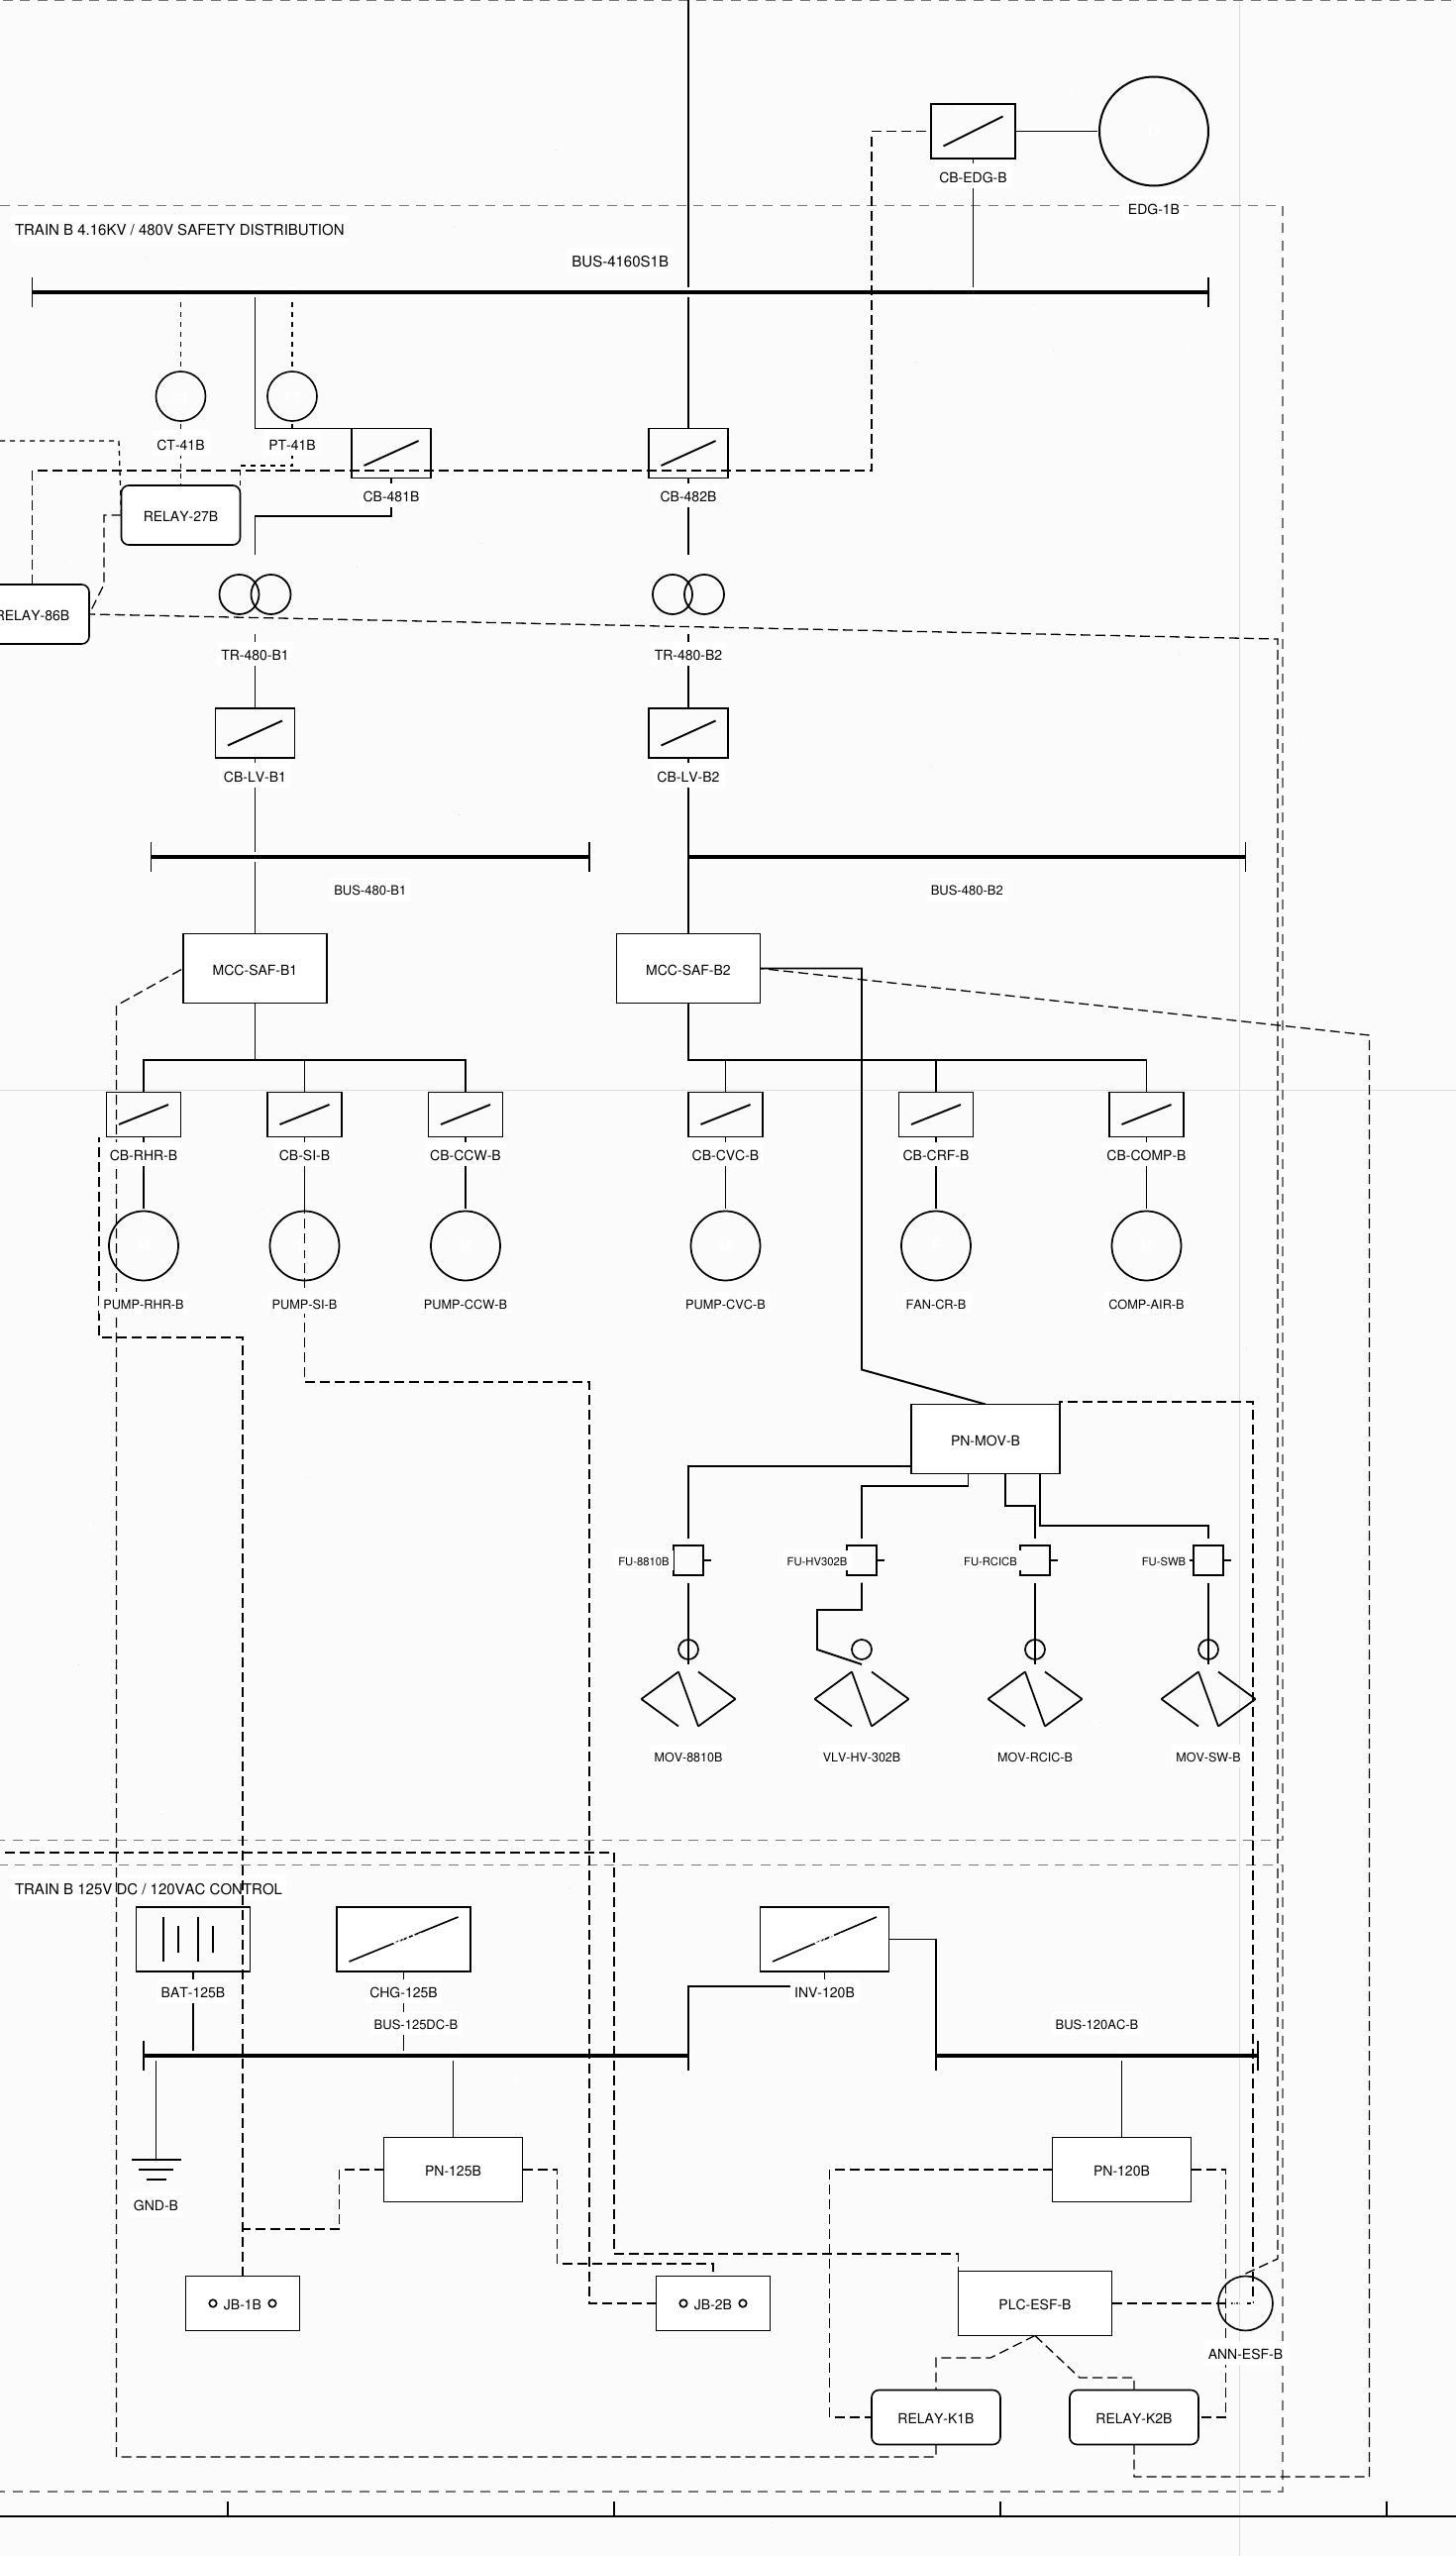 CB-EDG-B
EDG-1B
TRAIN B 4.16KV / 480V SAFETY DISTRIBUTION
BUS-4160S1B
CT-41B
PT-41B
CB-481B
CB-482B
RELAY-27B
RELAY-86B
TR-480-B1
TR-480-B2
CB-LV-B1
CB-LV-B2
BUS-480-B1
BUS-480-B2
MCC-SAF-B1
MCC-SAF-B2
CB-RHR-B
CB-SI-B
CB-CCW-B
CB-CVC-B
CB-CRF-B
CB-COMP-B
PUMP-RHR-B
PUMP-SI-B
PUMP-CCW-B
PUMP-CVC-B
FAN-CR-B
COMP-AIR-B
PN-MOV-B
FU-8810B
FU-HV302B
FU-RCICB
FU-SWB
MOV-8810B
VLV-HV-302B
MOV-RCIC-B
MOV-SW-B
TRAIN B 125V DC / 120VAC CONTROL
BAT-125B
CHG-125B
INV-120B
BUS-125DC-B
BUS-120AC-B
PN-125B
PN-120B
GND-B
JB-1B
JB-2B
PLC-ESF-B
ANN-ESF-B
RELAY-K1B
RELAY-K2B